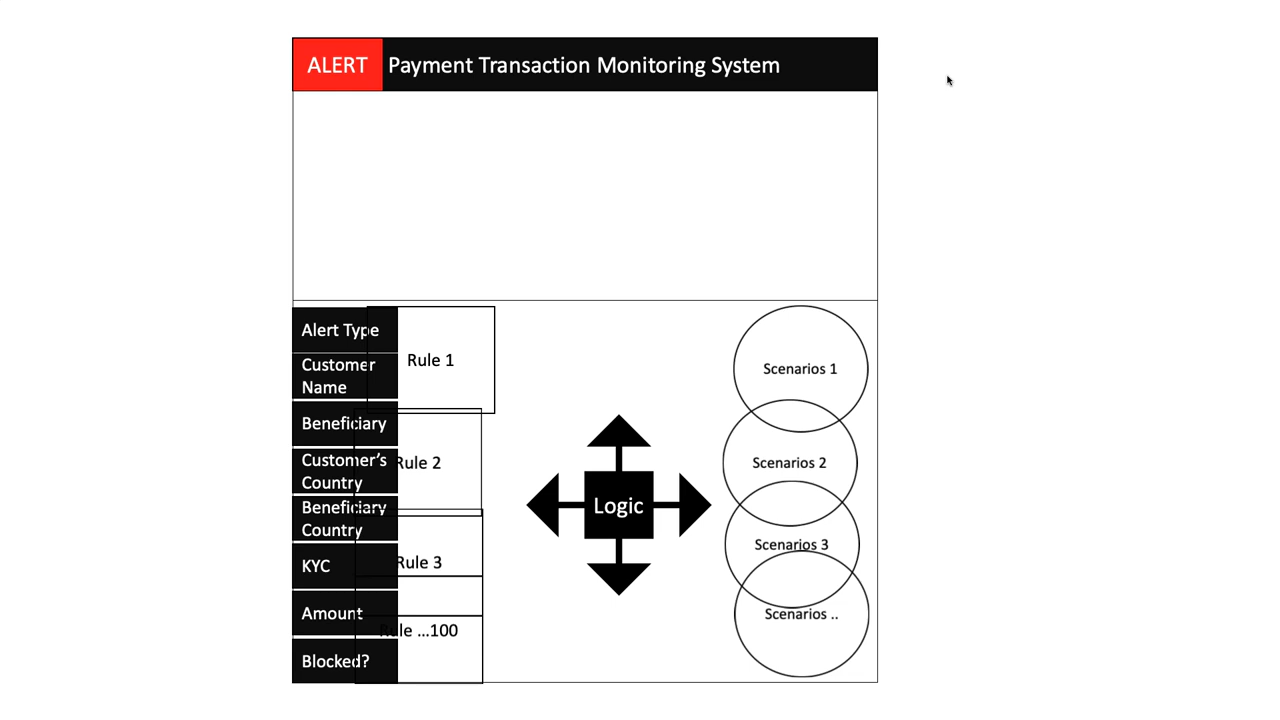 ALERT
Payment Transaction Monitoring System
Alert Type
Customer
Name
Beneficiary
Customer's
Country
Beneficiary
Country
KYC
Amount
Blocked?
Rule 1
Rule 2
Rule 3
Rule ...100
Logic
Scenarios 1
Scenarios 2
Scenarios 3
Scenarios ..